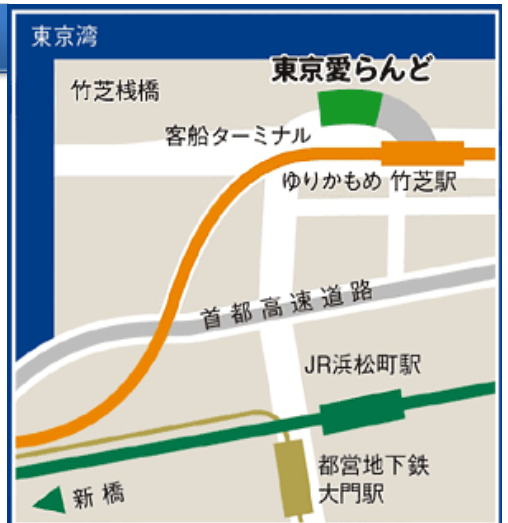 東京湾
東京愛らんど
竹芝桟橋
客船ターミナル
ゆりかもめ 竹芝駅
首都高速道路
JR浜松町駅
都営地下鉄
大門駅
新橋